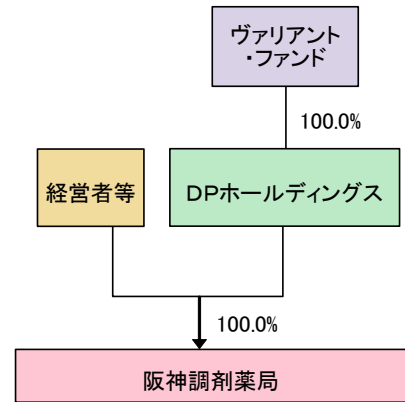 ヴァリアント
・ファンド
100.0%
経営者等
DPホールディングス
100.0%
阪神調剤薬局